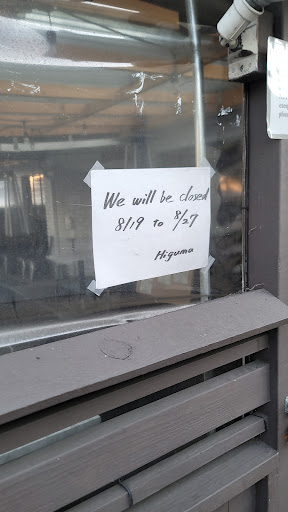 We will be closed
8/19 to 8/27
Higuma